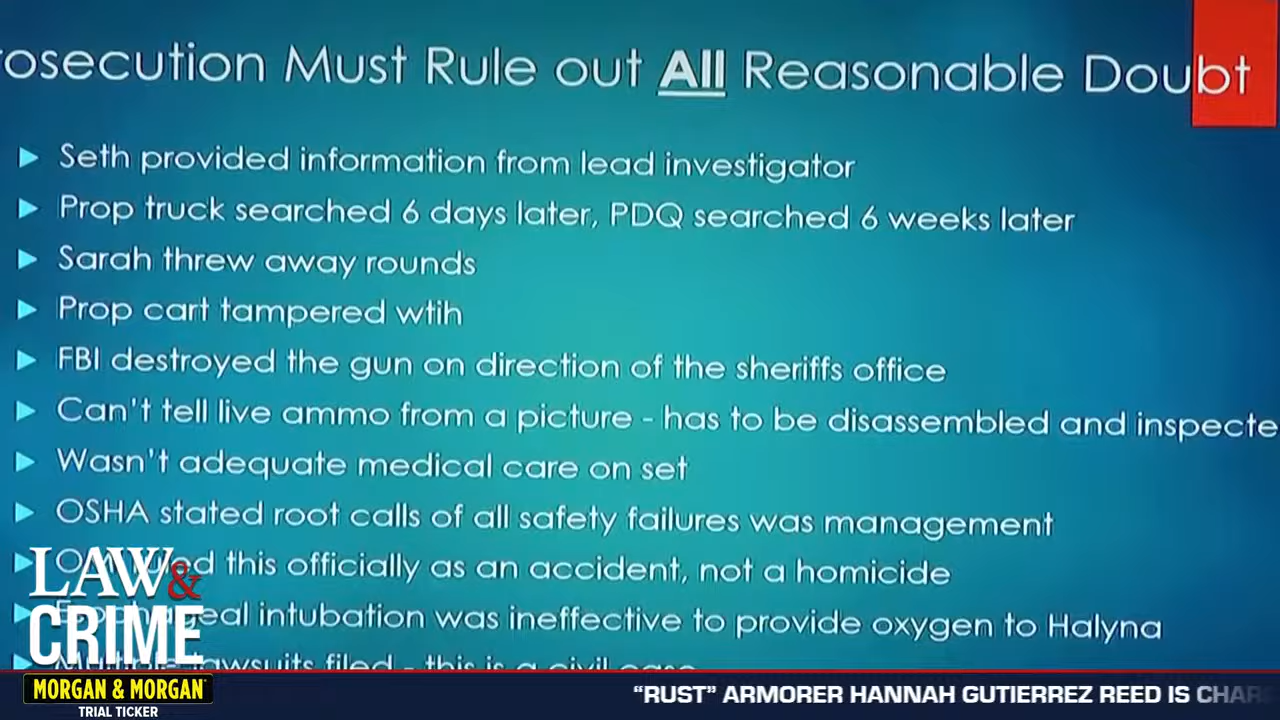 rosecution Must Rule out All Reasonable Doubt
Seth provided information from lead investigator
Prop truck searched 6 days later, PDQ searched 6 weeks later
Sarah threw away rounds
Prop cart tampered wtih
FBI destroyed the gun on direction of the sheriffs office
Can't tell live ammo from a picture - has to be disassembled and inspecte
Wasn't adequate medical care on set
OSHA stated root calls of all safety failures was management
this officially as an accident, not a homicide
intubation was ineffective to provide oxygen to Halyna
lawsuits filed - this is a civil case
LAW&
CRIME
MORGAN & MORGAN
TRIAL TICKER
“RUST” ARMORER HANNAH GUTIERREZ REED IS CHAR